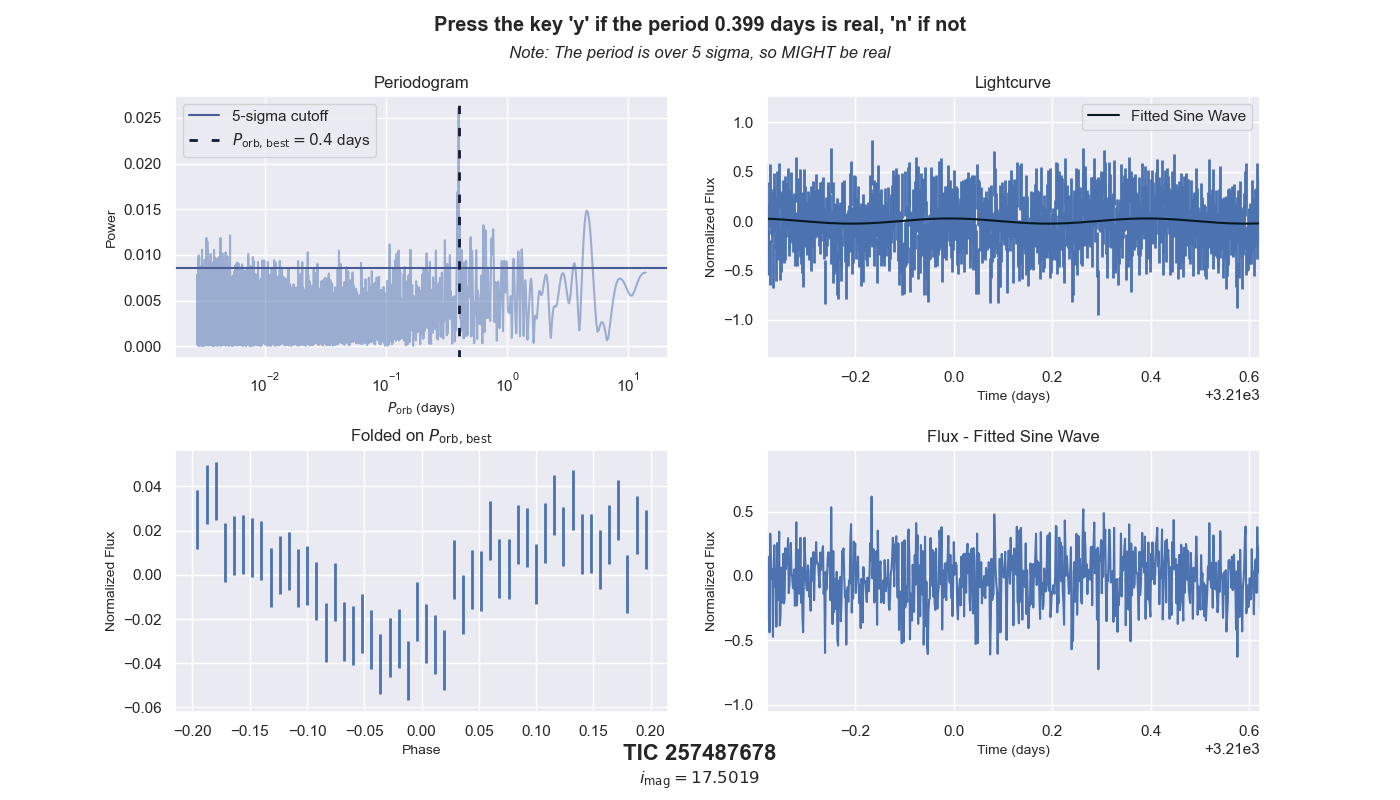 Press the key 'y' if the period 0.399 days is real, 'n' if not
Note: The period is over 5 sigma, so MIGHT be real
Periodogram
5-sigma cutoff
P_orb, best = 0.4 days
0.025
0.020
0.015
0.010
0.005
0.000
Power
10^−2
10^−1
10^0
10^1
P_orb (days)
Lightcurve
Fitted Sine Wave
1.0
0.5
0.0
−0.5
−1.0
Normalized Flux
−0.2
0.0
0.2
0.4
0.6
Time (days)
+3.21e3
Folded on P_orb, best
0.04
0.02
0.00
−0.02
−0.04
−0.06
Normalized Flux
−0.20
−0.15
−0.10
−0.05
0.00
0.05
0.10
0.15
0.20
Phase
Flux - Fitted Sine Wave
0.5
0.0
−0.5
−1.0
Normalized Flux
−0.2
0.0
0.2
0.4
0.6
Time (days)
+3.21e3
TIC 257487678
i_mag = 17.5019